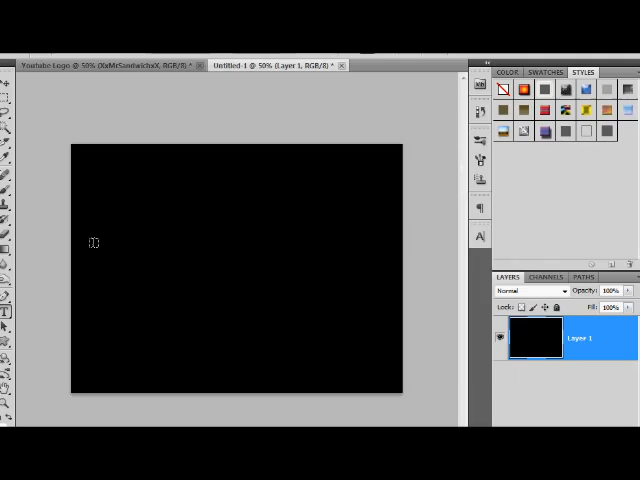 Youtube Logo @ 50% (XxMrSandwichxX, RGB/8) *
Untitled-1 @ 50% (Layer 1, RGB/8) *
COLOR
SWATCHES
STYLES
LAYERS
CHANNELS
PATHS
Normal
Opacity: 100%
Lock:
Fill: 100%
Layer 1